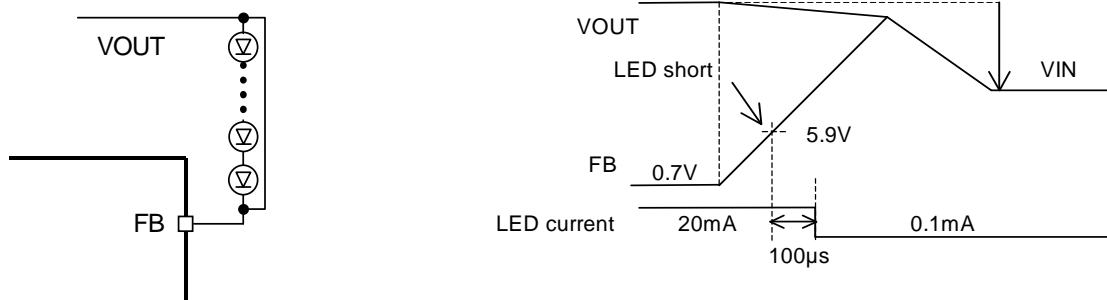 VOUT
FB
VOUT
LED short
VIN
5.9V
FB
0.7V
LED current
20mA
0.1mA
100µs